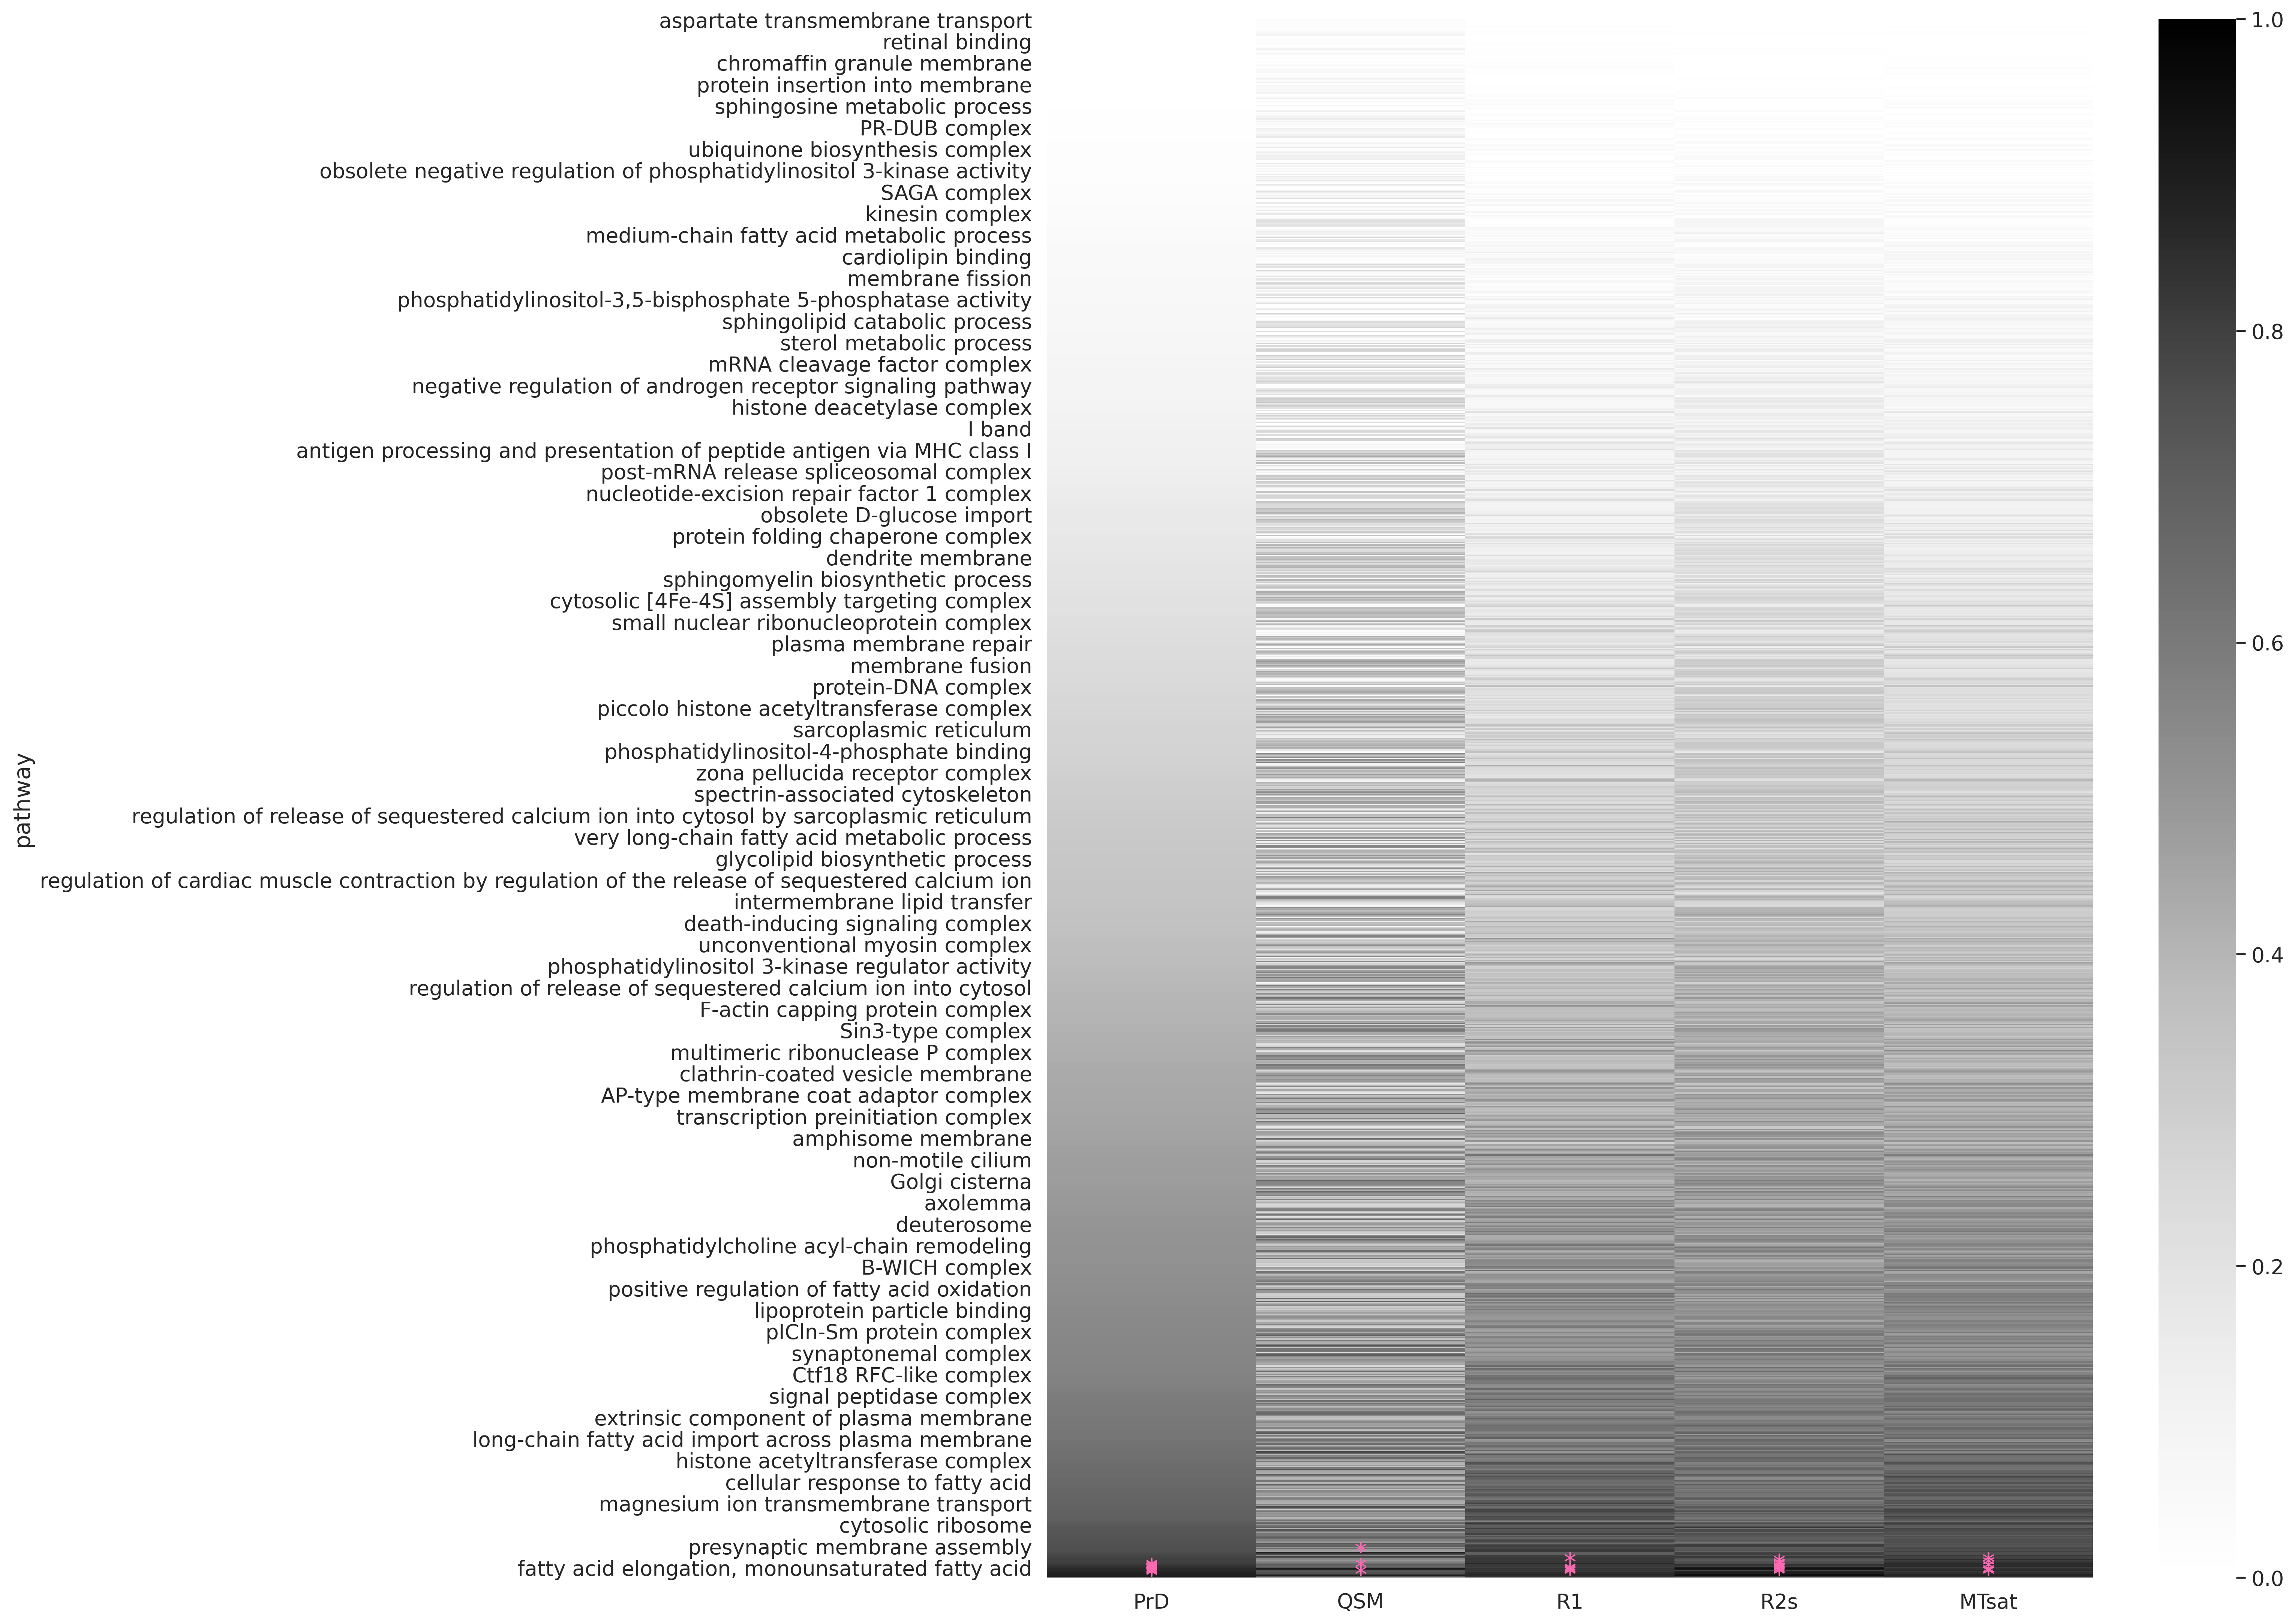 aspartate transmembrane transport
retinal binding
chromaffin granule membrane
protein insertion into membrane
sphingosine metabolic process
PR-DUB complex
ubiquinone biosynthesis complex
obsolete negative regulation of phosphatidylinositol 3-kinase activity
SAGA complex
kinesin complex
medium-chain fatty acid metabolic process
cardiolipin binding
membrane fission
phosphatidylinositol-3,5-bisphosphate 5-phosphatase activity
sphingolipid catabolic process
sterol metabolic process
mRNA cleavage factor complex
negative regulation of androgen receptor signaling pathway
histone deacetylase complex
I band
antigen processing and presentation of peptide antigen via MHC class I
post-mRNA release spliceosomal complex
nucleotide-excision repair factor 1 complex
obsolete D-glucose import
protein folding chaperone complex
dendrite membrane
sphingomyelin biosynthetic process
cytosolic [4Fe-4S] assembly targeting complex
small nuclear ribonucleoprotein complex
plasma membrane repair
membrane fusion
protein-DNA complex
piccolo histone acetyltransferase complex
sarcoplasmic reticulum
phosphatidylinositol-4-phosphate binding
zona pellucida receptor complex
spectrin-associated cytoskeleton
regulation of release of sequestered calcium ion into cytosol by sarcoplasmic reticulum
very long-chain fatty acid metabolic process
glycolipid biosynthetic process
regulation of cardiac muscle contraction by regulation of the release of sequestered calcium ion
intermembrane lipid transfer
death-inducing signaling complex
unconventional myosin complex
phosphatidylinositol 3-kinase regulator activity
regulation of release of sequestered calcium ion into cytosol
F-actin capping protein complex
Sin3-type complex
multimeric ribonuclease P complex
clathrin-coated vesicle membrane
AP-type membrane coat adaptor complex
transcription preinitiation complex
amphisome membrane
non-motile cilium
Golgi cisterna
axolemma
deuterosome
phosphatidylcholine acyl-chain remodeling
B-WICH complex
positive regulation of fatty acid oxidation
lipoprotein particle binding
pICln-Sm protein complex
synaptonemal complex
Ctf18 RFC-like complex
signal peptidase complex
extrinsic component of plasma membrane
long-chain fatty acid import across plasma membrane
histone acetyltransferase complex
cellular response to fatty acid
magnesium ion transmembrane transport
cytosolic ribosome
presynaptic membrane assembly
fatty acid elongation, monounsaturated fatty acid
pathway
PrD
QSM
R1
R2s
MTsat
1.0
0.8
0.6
0.4
0.2
0.0